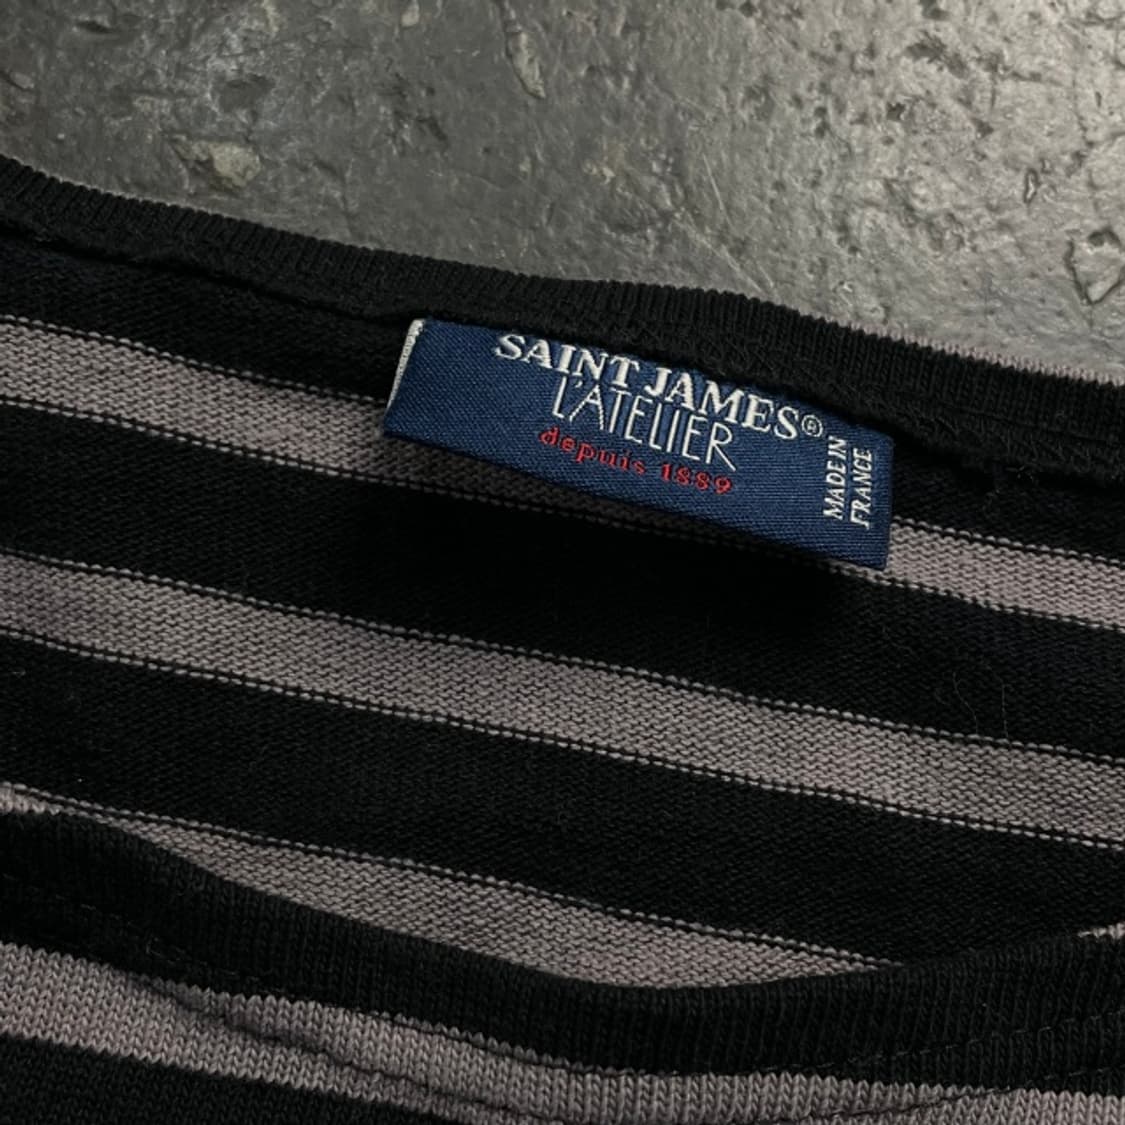 SAINT JAMES®
L'ATELIER
depuis 1889
MADE IN
FRANCE